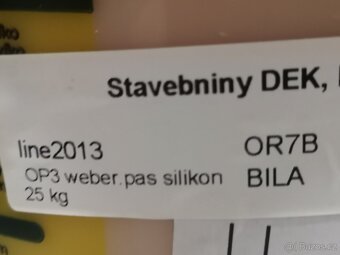 Stavebniny DEK,
line2013 OR7B
OP3 weber.pas silikon BILA
25 kg